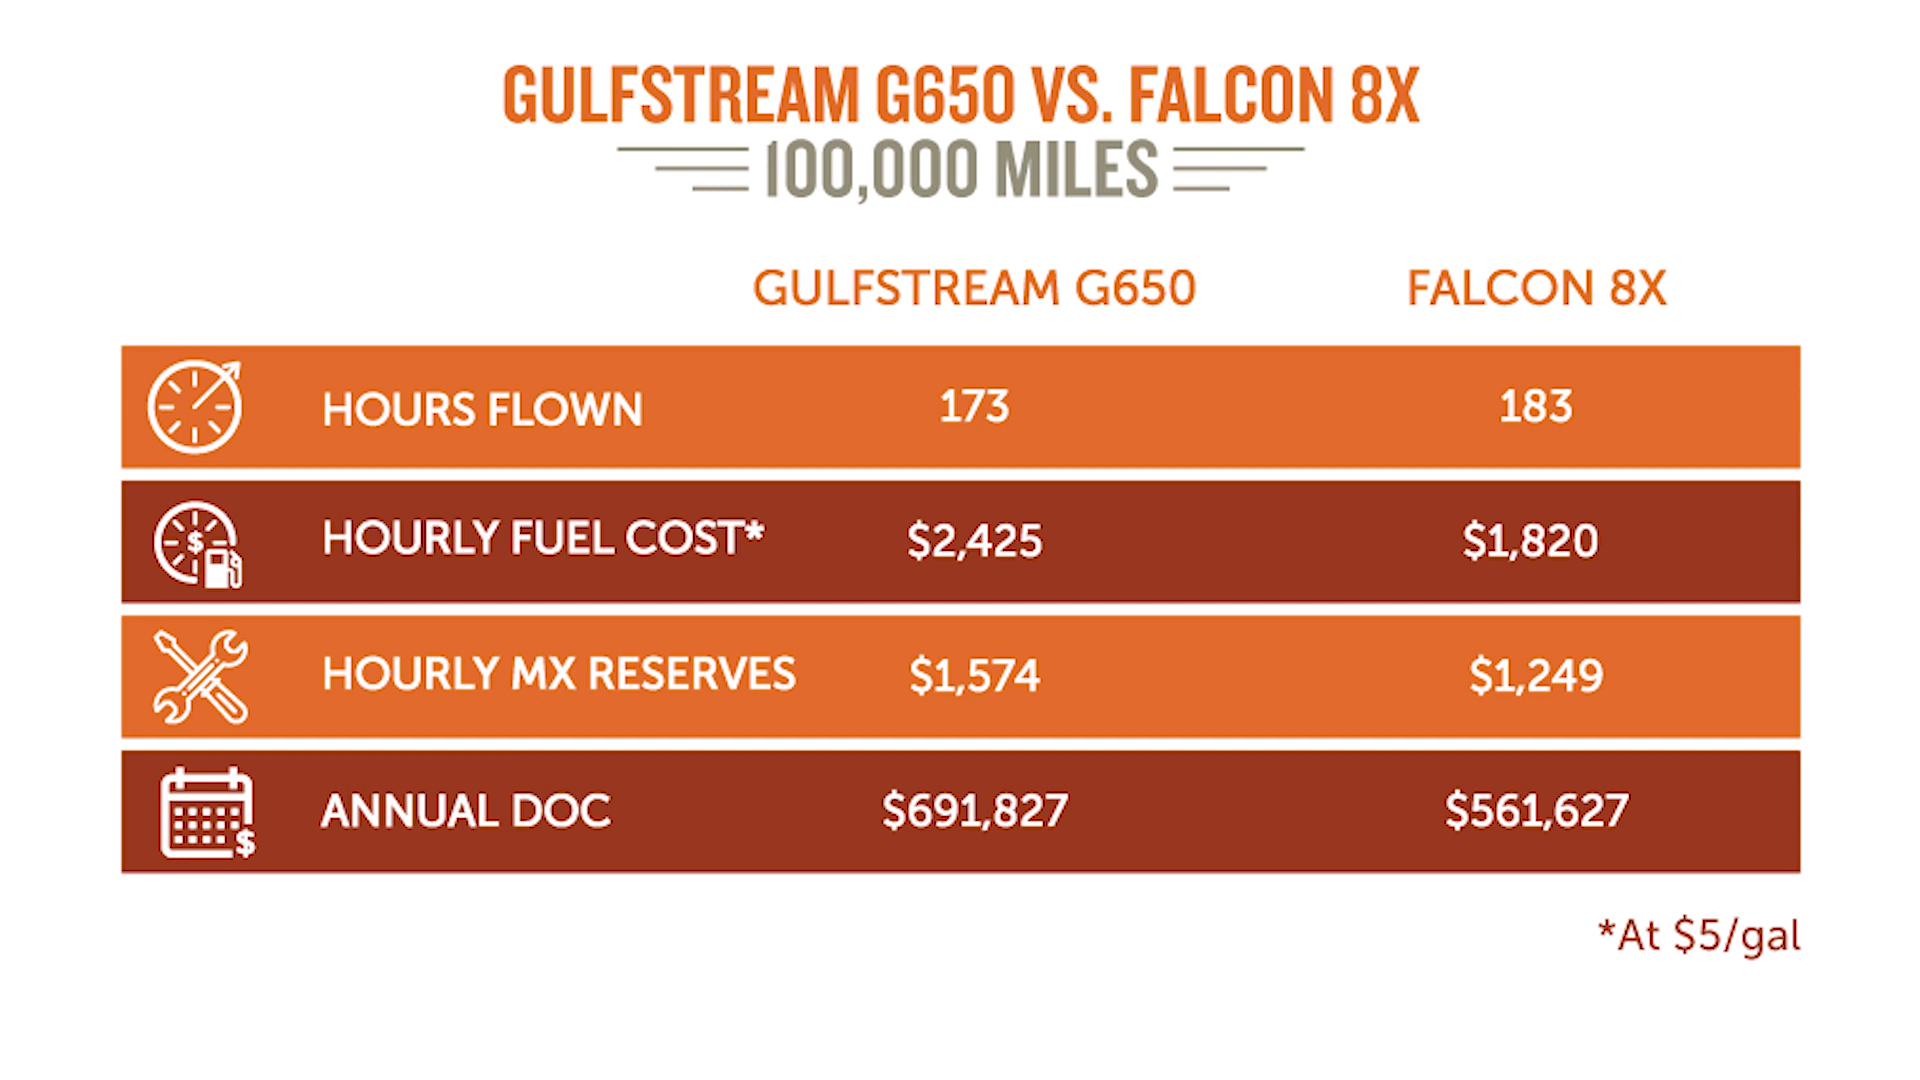 GULFSTREAM G650 VS. FALCON 8X
100,000 MILES
GULFSTREAM G650 FALCON 8X
HOURS FLOWN 173 183
$ HOURLY FUEL COST* $2,425 $1,820
HOURLY MX RESERVES $1,574 $1,249
$ ANNUAL DOC $691,827 $561,627
*At $5/gal